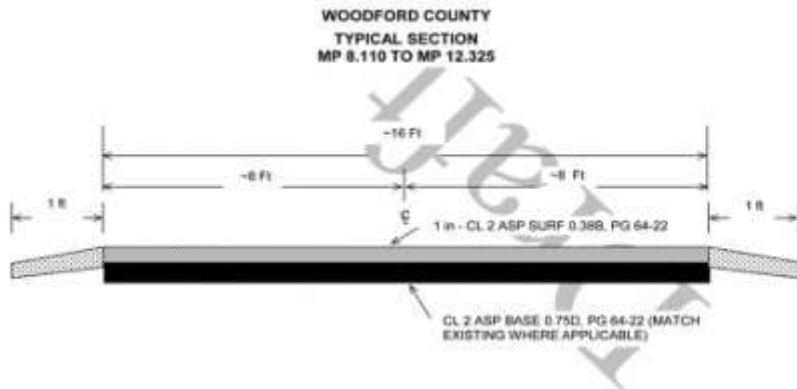 WOODFORD COUNTY
TYPICAL SECTION
MP 8.110 TO MP 12.325
Draft
~16 Ft
~8 Ft
~8 Ft
1 ft
1 ft
℄
1 in - CL 2 ASP SURF 0.38B, PG 64-22
CL 2 ASP BASE 0.75D, PG 64-22 (MATCH
EXISTING WHERE APPLICABLE)